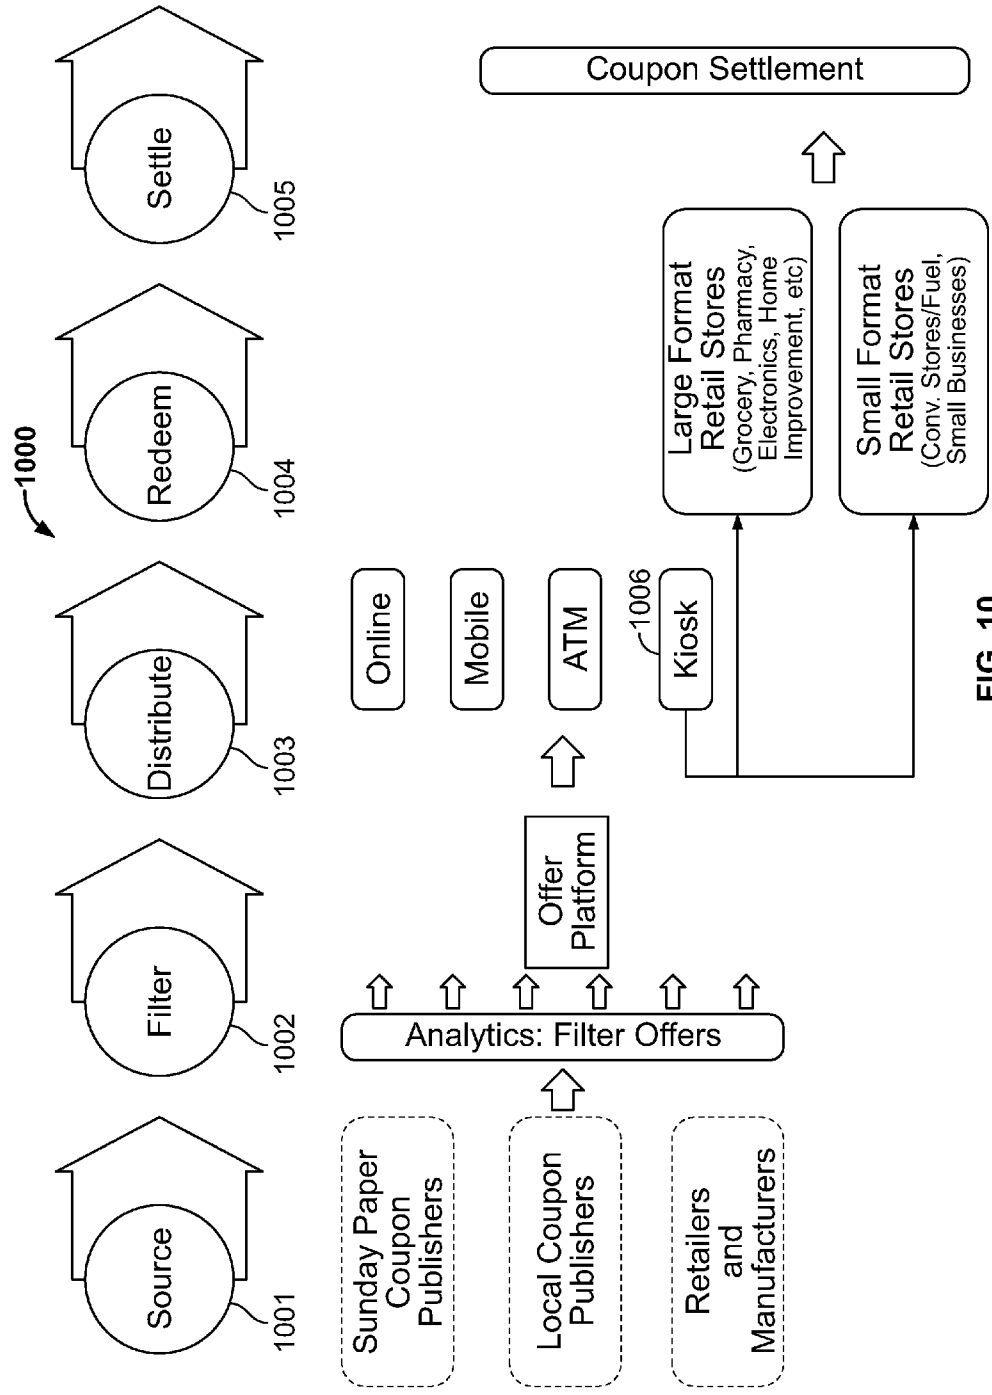 1000
Source
1001
Filter
1002
Distribute
1003
Redeem
1004
Settle
1005
Sunday Paper
Coupon
Publishers
Local Coupon
Publishers
Retailers
and
Manufacturers
Analytics: Filter Offers
Offer
Platform
Online
Mobile
ATM
Kiosk
1006
Large Format
Retail Stores
(Grocery, Pharmacy,
Electronics, Home
Improvement, etc)
Small Format
Retail Stores
(Conv. Stores/Fuel,
Small Businesses)
Coupon Settlement
FIG. 10